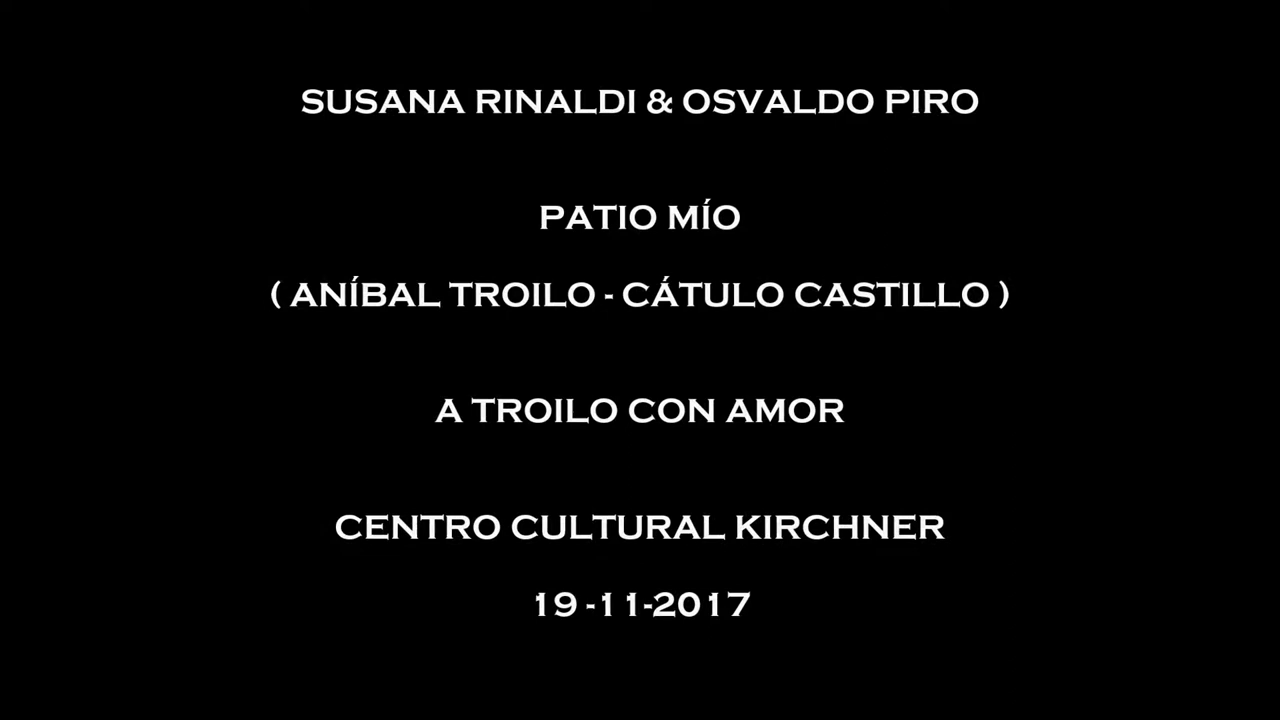 SUSANA RINALDI & OSVALDO PIRO
PATIO MÍO
( ANÍBAL TROILO - CÁTULO CASTILLO )
A TROILO CON AMOR
CENTRO CULTURAL KIRCHNER
19 -11-2017